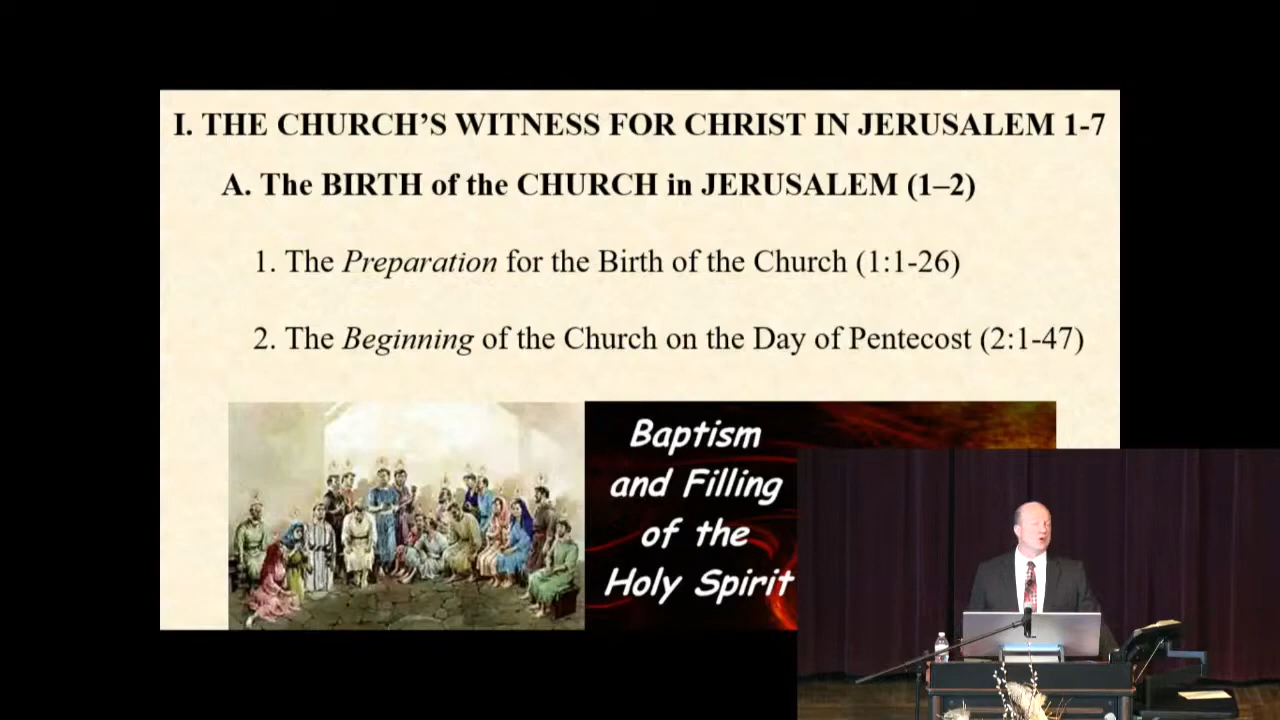 I. THE CHURCH’S WITNESS FOR CHRIST IN JERUSALEM 1-7
A. The BIRTH of the CHURCH in JERUSALEM (1–2)
1. The Preparation for the Birth of the Church (1:1-26)
2. The Beginning of the Church on the Day of Pentecost (2:1-47)
Baptism
and Filling
of the
Holy Spirit